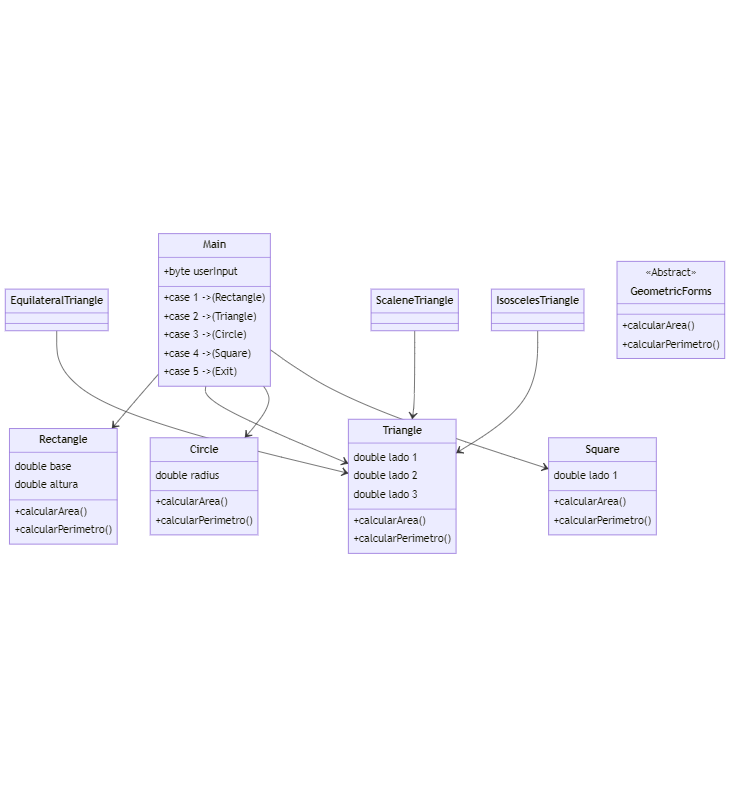 Main
+byte userInput
+case 1 ->(Rectangle)
+case 2 ->(Triangle)
+case 3 ->(Circle)
+case 4 ->(Square)
+case 5 ->(Exit)
EquilateralTriangle
ScaleneTriangle
IsoscelesTriangle
«Abstract»
GeometricForms
+calcularArea()
+calcularPerimetro()
Rectangle
double base
double altura
+calcularArea()
+calcularPerimetro()
Circle
double radius
+calcularArea()
+calcularPerimetro()
Triangle
double lado 1
double lado 2
double lado 3
+calcularArea()
+calcularPerimetro()
Square
double lado 1
+calcularArea()
+calcularPerimetro()